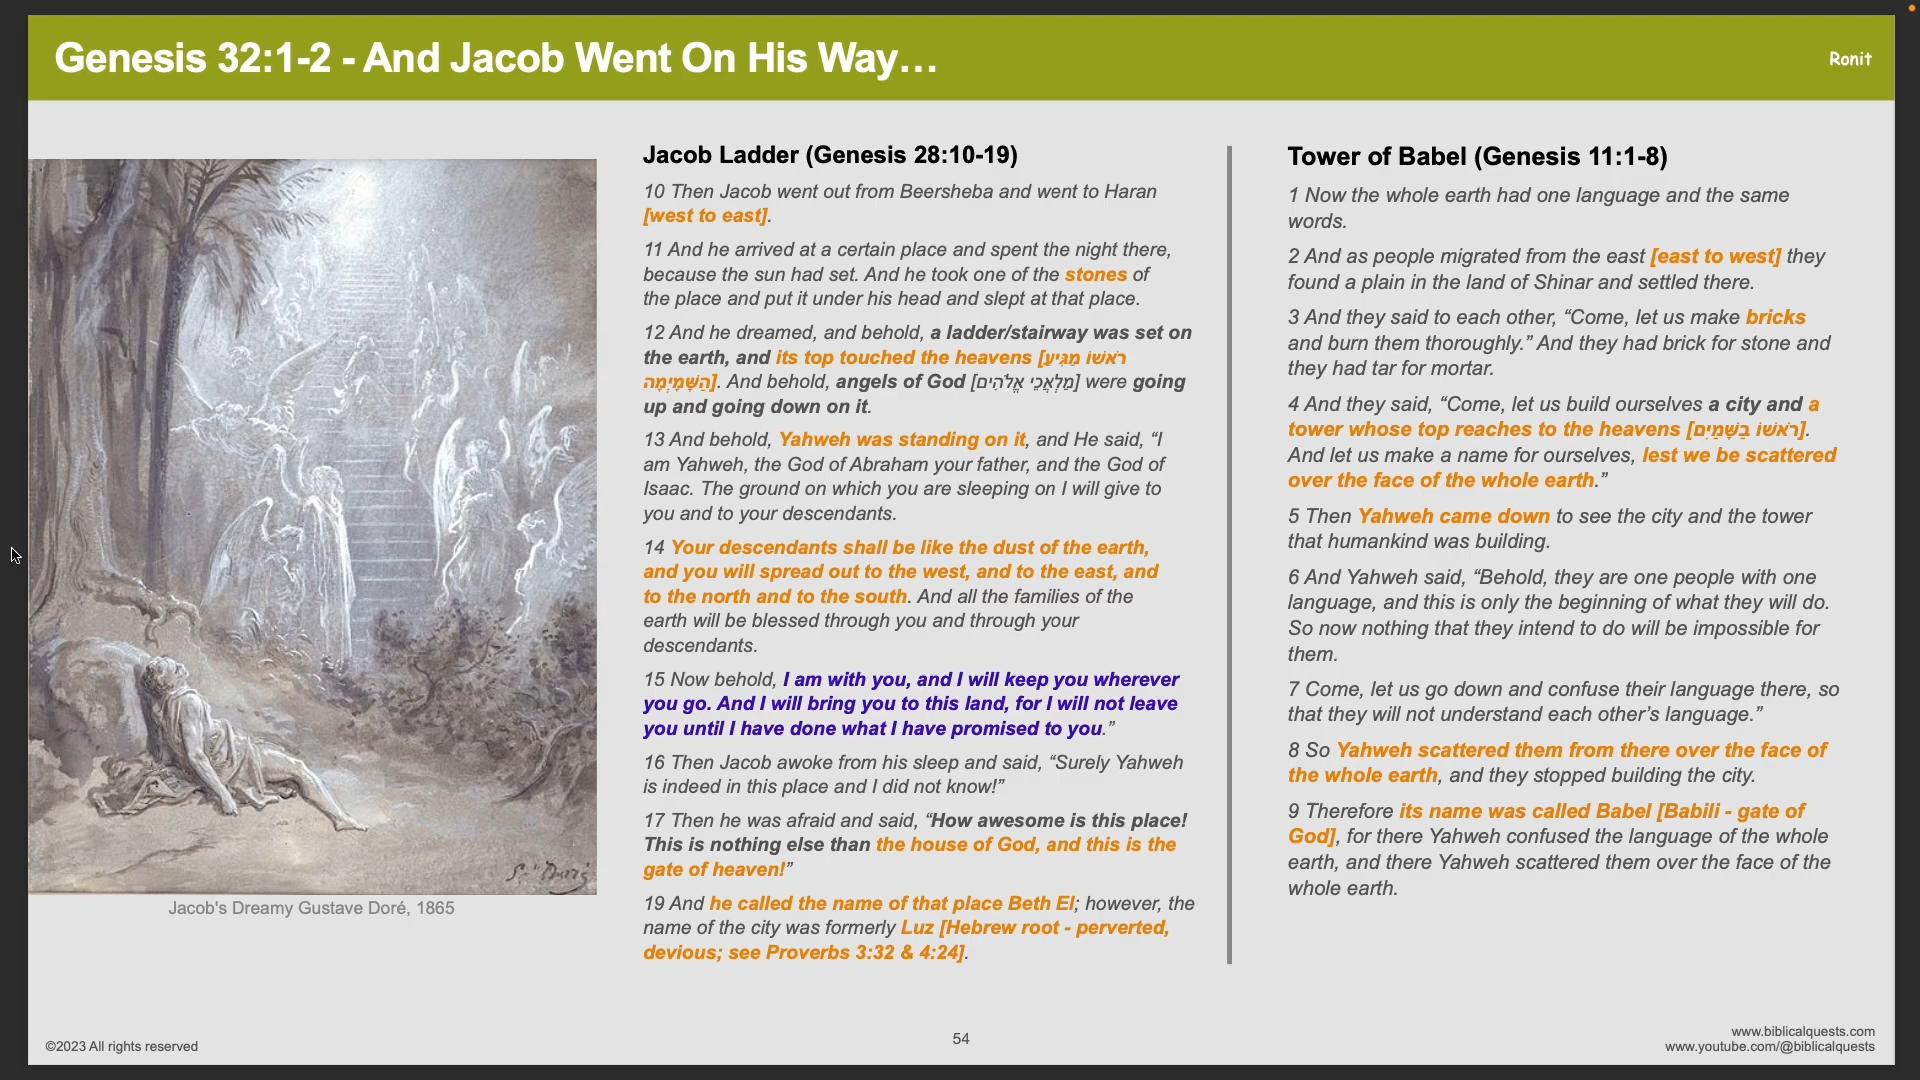 Genesis 32:1-2 - And Jacob Went On His Way…
Ronit
Jacob Ladder (Genesis 28:10-19)
10 Then Jacob went out from Beersheba and went to Haran
[west to east].
11 And he arrived at a certain place and spent the night there,
because the sun had set. And he took one of the stones of
the place and put it under his head and slept at that place.
12 And he dreamed, and behold, a ladder/stairway was set on
the earth, and its top touched the heavens [רֹאשׁוֹ מַגִּיעַ
הַשָּׁמָיְמָה]. And behold, angels of God [מַלְאֲכֵי אֱלֹהִים] were going
up and going down on it.
13 And behold, Yahweh was standing on it, and He said, “I
am Yahweh, the God of Abraham your father, and the God of
Isaac. The ground on which you are sleeping on I will give to
you and to your descendants.
14 Your descendants shall be like the dust of the earth,
and you will spread out to the west, and to the east, and
to the north and to the south. And all the families of the
earth will be blessed through you and through your
descendants.
15 Now behold, I am with you, and I will keep you wherever
you go. And I will bring you to this land, for I will not leave
you until I have done what I have promised to you.”
16 Then Jacob awoke from his sleep and said, “Surely Yahweh
is indeed in this place and I did not know!”
17 Then he was afraid and said, “How awesome is this place!
This is nothing else than the house of God, and this is the
gate of heaven!”
19 And he called the name of that place Beth El; however, the
name of the city was formerly Luz [Hebrew root - perverted,
devious; see Proverbs 3:32 & 4:24].
Tower of Babel (Genesis 11:1-8)
1 Now the whole earth had one language and the same
words.
2 And as people migrated from the east [east to west] they
found a plain in the land of Shinar and settled there.
3 And they said to each other, “Come, let us make bricks
and burn them thoroughly.” And they had brick for stone and
they had tar for mortar.
4 And they said, “Come, let us build ourselves a city and a
tower whose top reaches to the heavens [רֹאשׁוֹ בַשָּׁמַיִם].
And let us make a name for ourselves, lest we be scattered
over the face of the whole earth.”
5 Then Yahweh came down to see the city and the tower
that humankind was building.
6 And Yahweh said, “Behold, they are one people with one
language, and this is only the beginning of what they will do.
So now nothing that they intend to do will be impossible for
them.
7 Come, let us go down and confuse their language there, so
that they will not understand each other’s language.”
8 So Yahweh scattered them from there over the face of
the whole earth, and they stopped building the city.
9 Therefore its name was called Babel [Babili - gate of
God], for there Yahweh confused the language of the whole
earth, and there Yahweh scattered them over the face of the
whole earth.
Jacob's Dreamy Gustave Doré, 1865
©2023 All rights reserved
54
www.biblicalquests.com
www.youtube.com/@biblicalquests